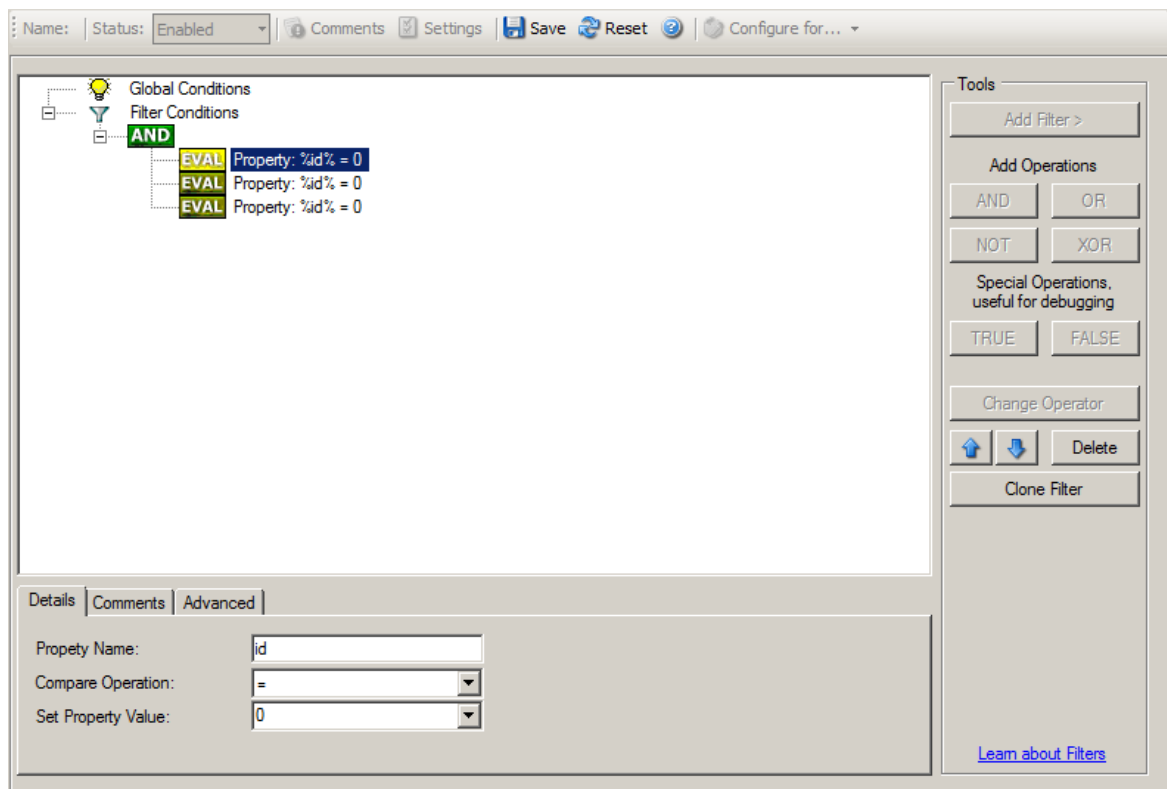 Name: Status: Enabled Comments Settings Save Reset Configure for...
Global Conditions
Filter Conditions
AND
EVAL Property: %id% = 0
EVAL Property: %id% = 0
EVAL Property: %id% = 0
Tools
Add Filter >
Add Operations
AND OR
NOT XOR
Special Operations,
useful for debugging
TRUE FALSE
Change Operator
Delete
Clone Filter
Learn about Filters
Details Comments Advanced
Propety Name: id
Compare Operation: =
Set Property Value: 0